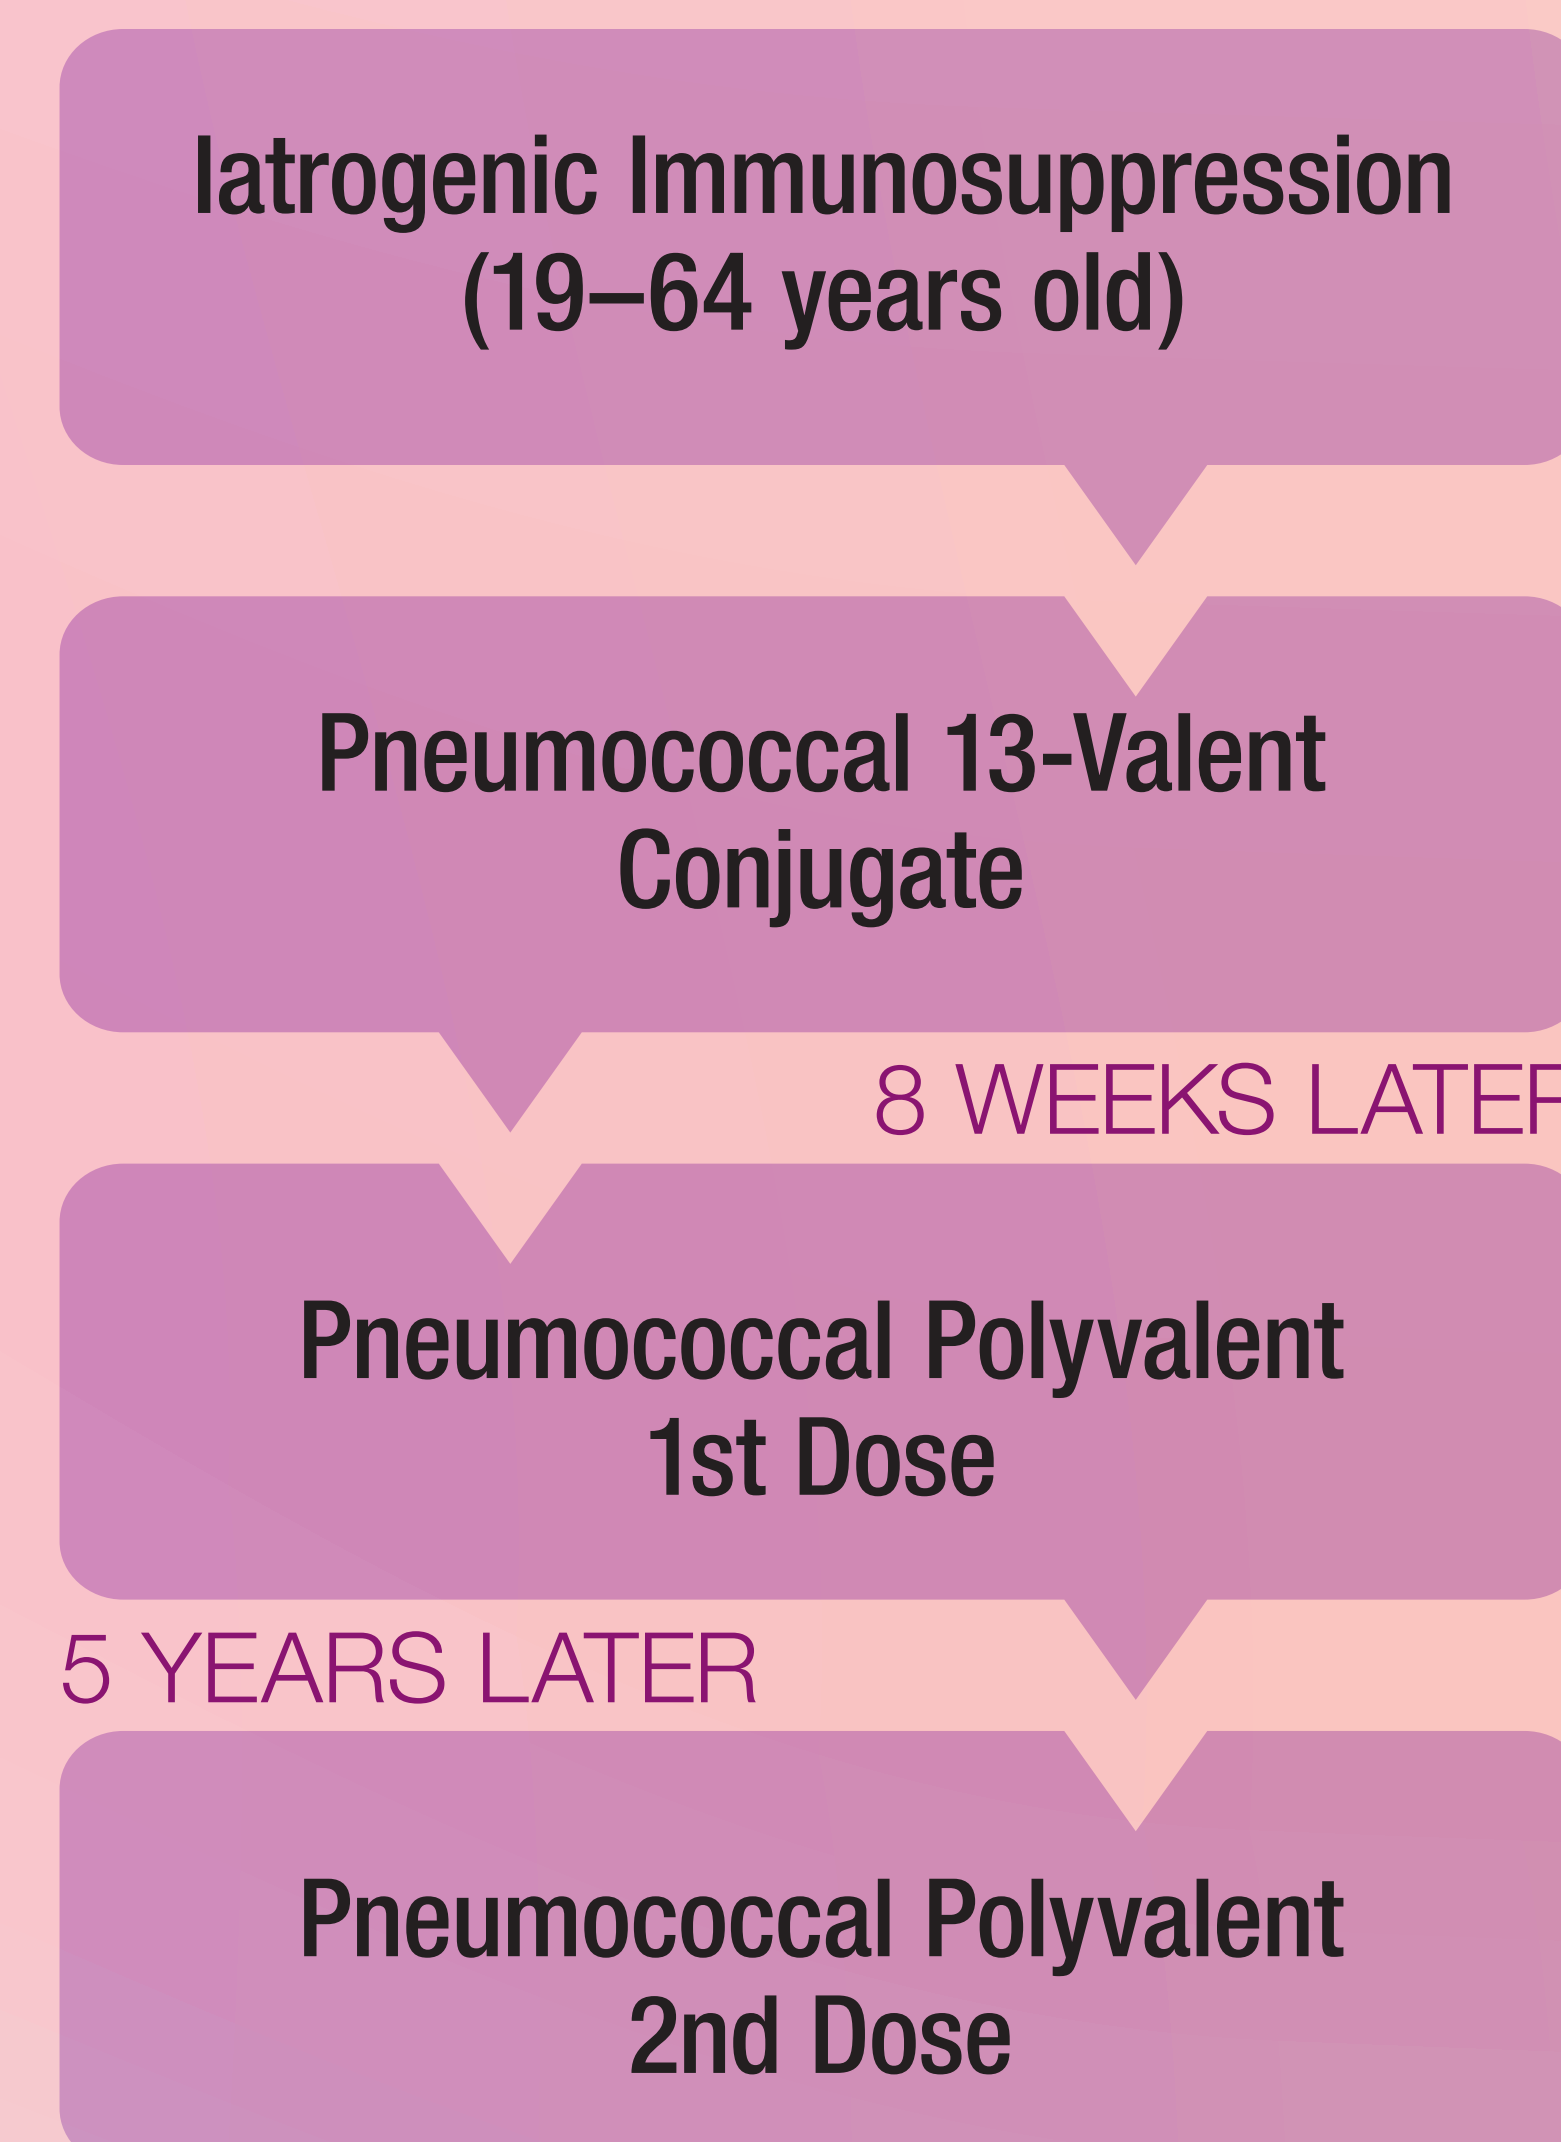 Iatrogenic Immunosuppression
(19–64 years old)
Pneumococcal 13-Valent
Conjugate
8 WEEKS LATER
Pneumococcal Polyvalent
1st Dose
5 YEARS LATER
Pneumococcal Polyvalent
2nd Dose